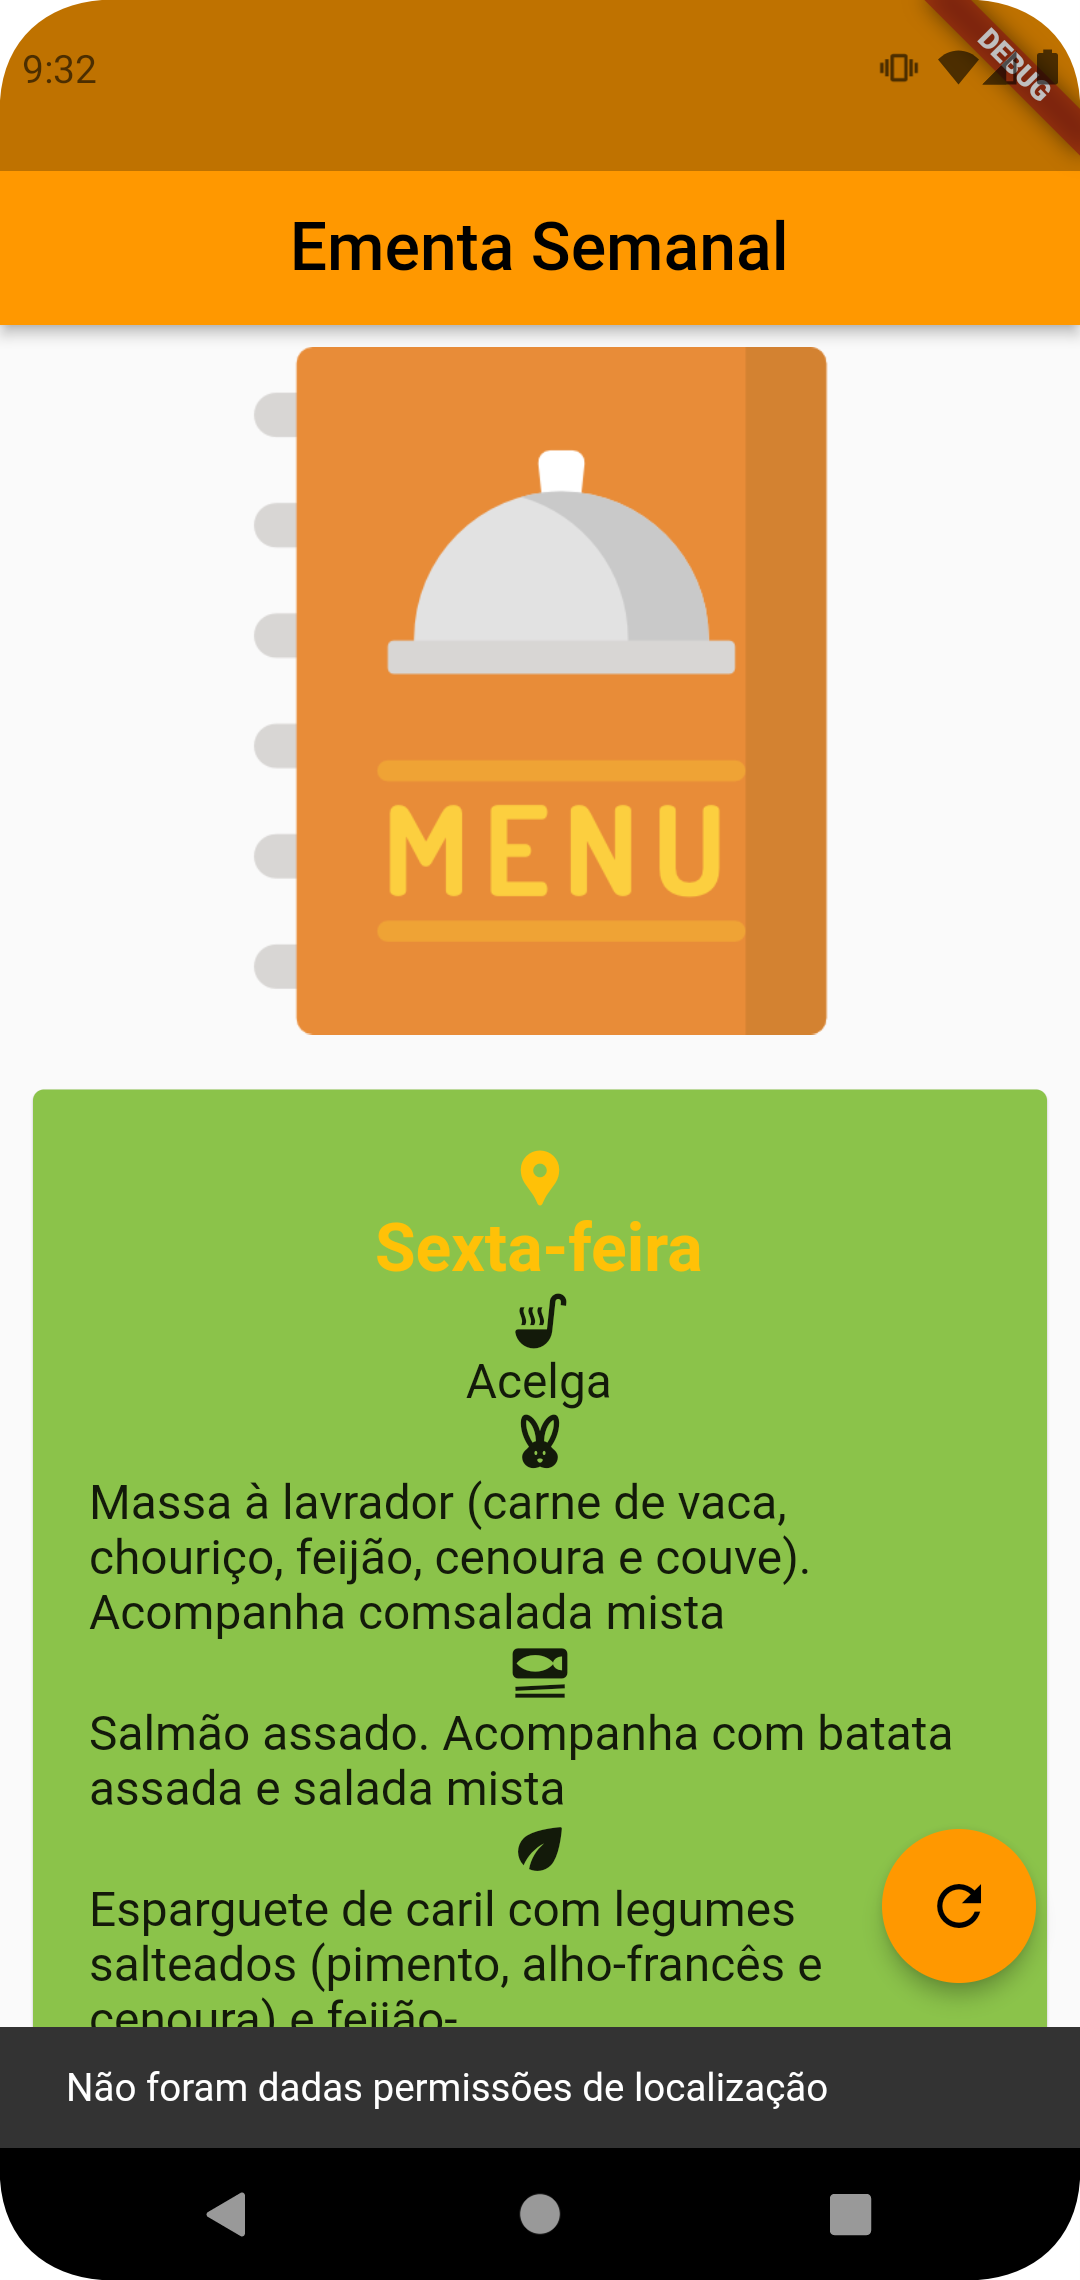 9:32
DEBUG
Ementa Semanal
MENU
Sexta-feira
Acelga
Massa à lavrador (carne de vaca,
chouriço, feijão, cenoura e couve).
Acompanha comsalada mista
Salmão assado. Acompanha com batata
assada e salada mista
Esparguete de caril com legumes
salteados (pimento, alho-francês e
cenoura) e feijão-
Não foram dadas permissões de localização